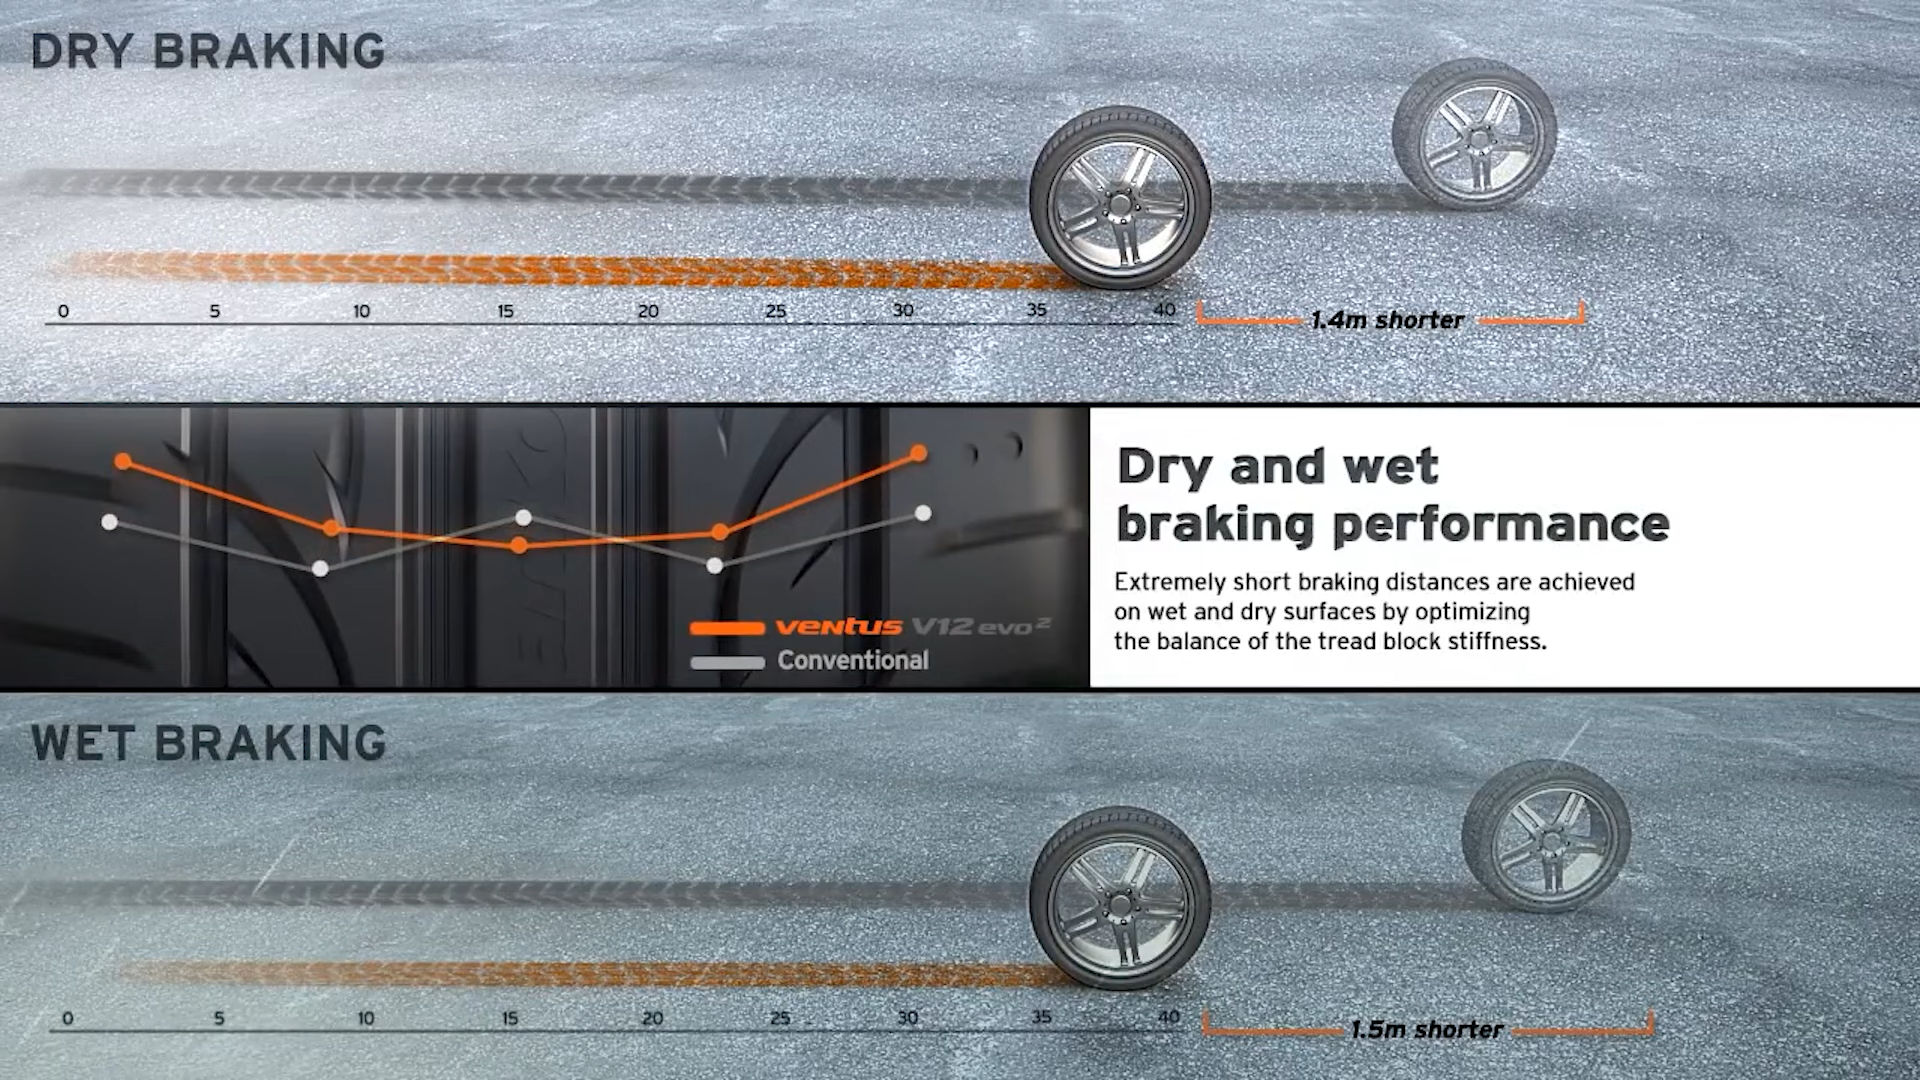 DRY BRAKING
0 5 10 15 20 25 30 35 40
1.4m shorter
HANKOOK
ventus V12 evo²
Conventional
Dry and wet
braking performance
Extremely short braking distances are achieved
on wet and dry surfaces by optimizing
the balance of the tread block stiffness.
WET BRAKING
0 5 10 15 20 25 30 35 40
1.5m shorter